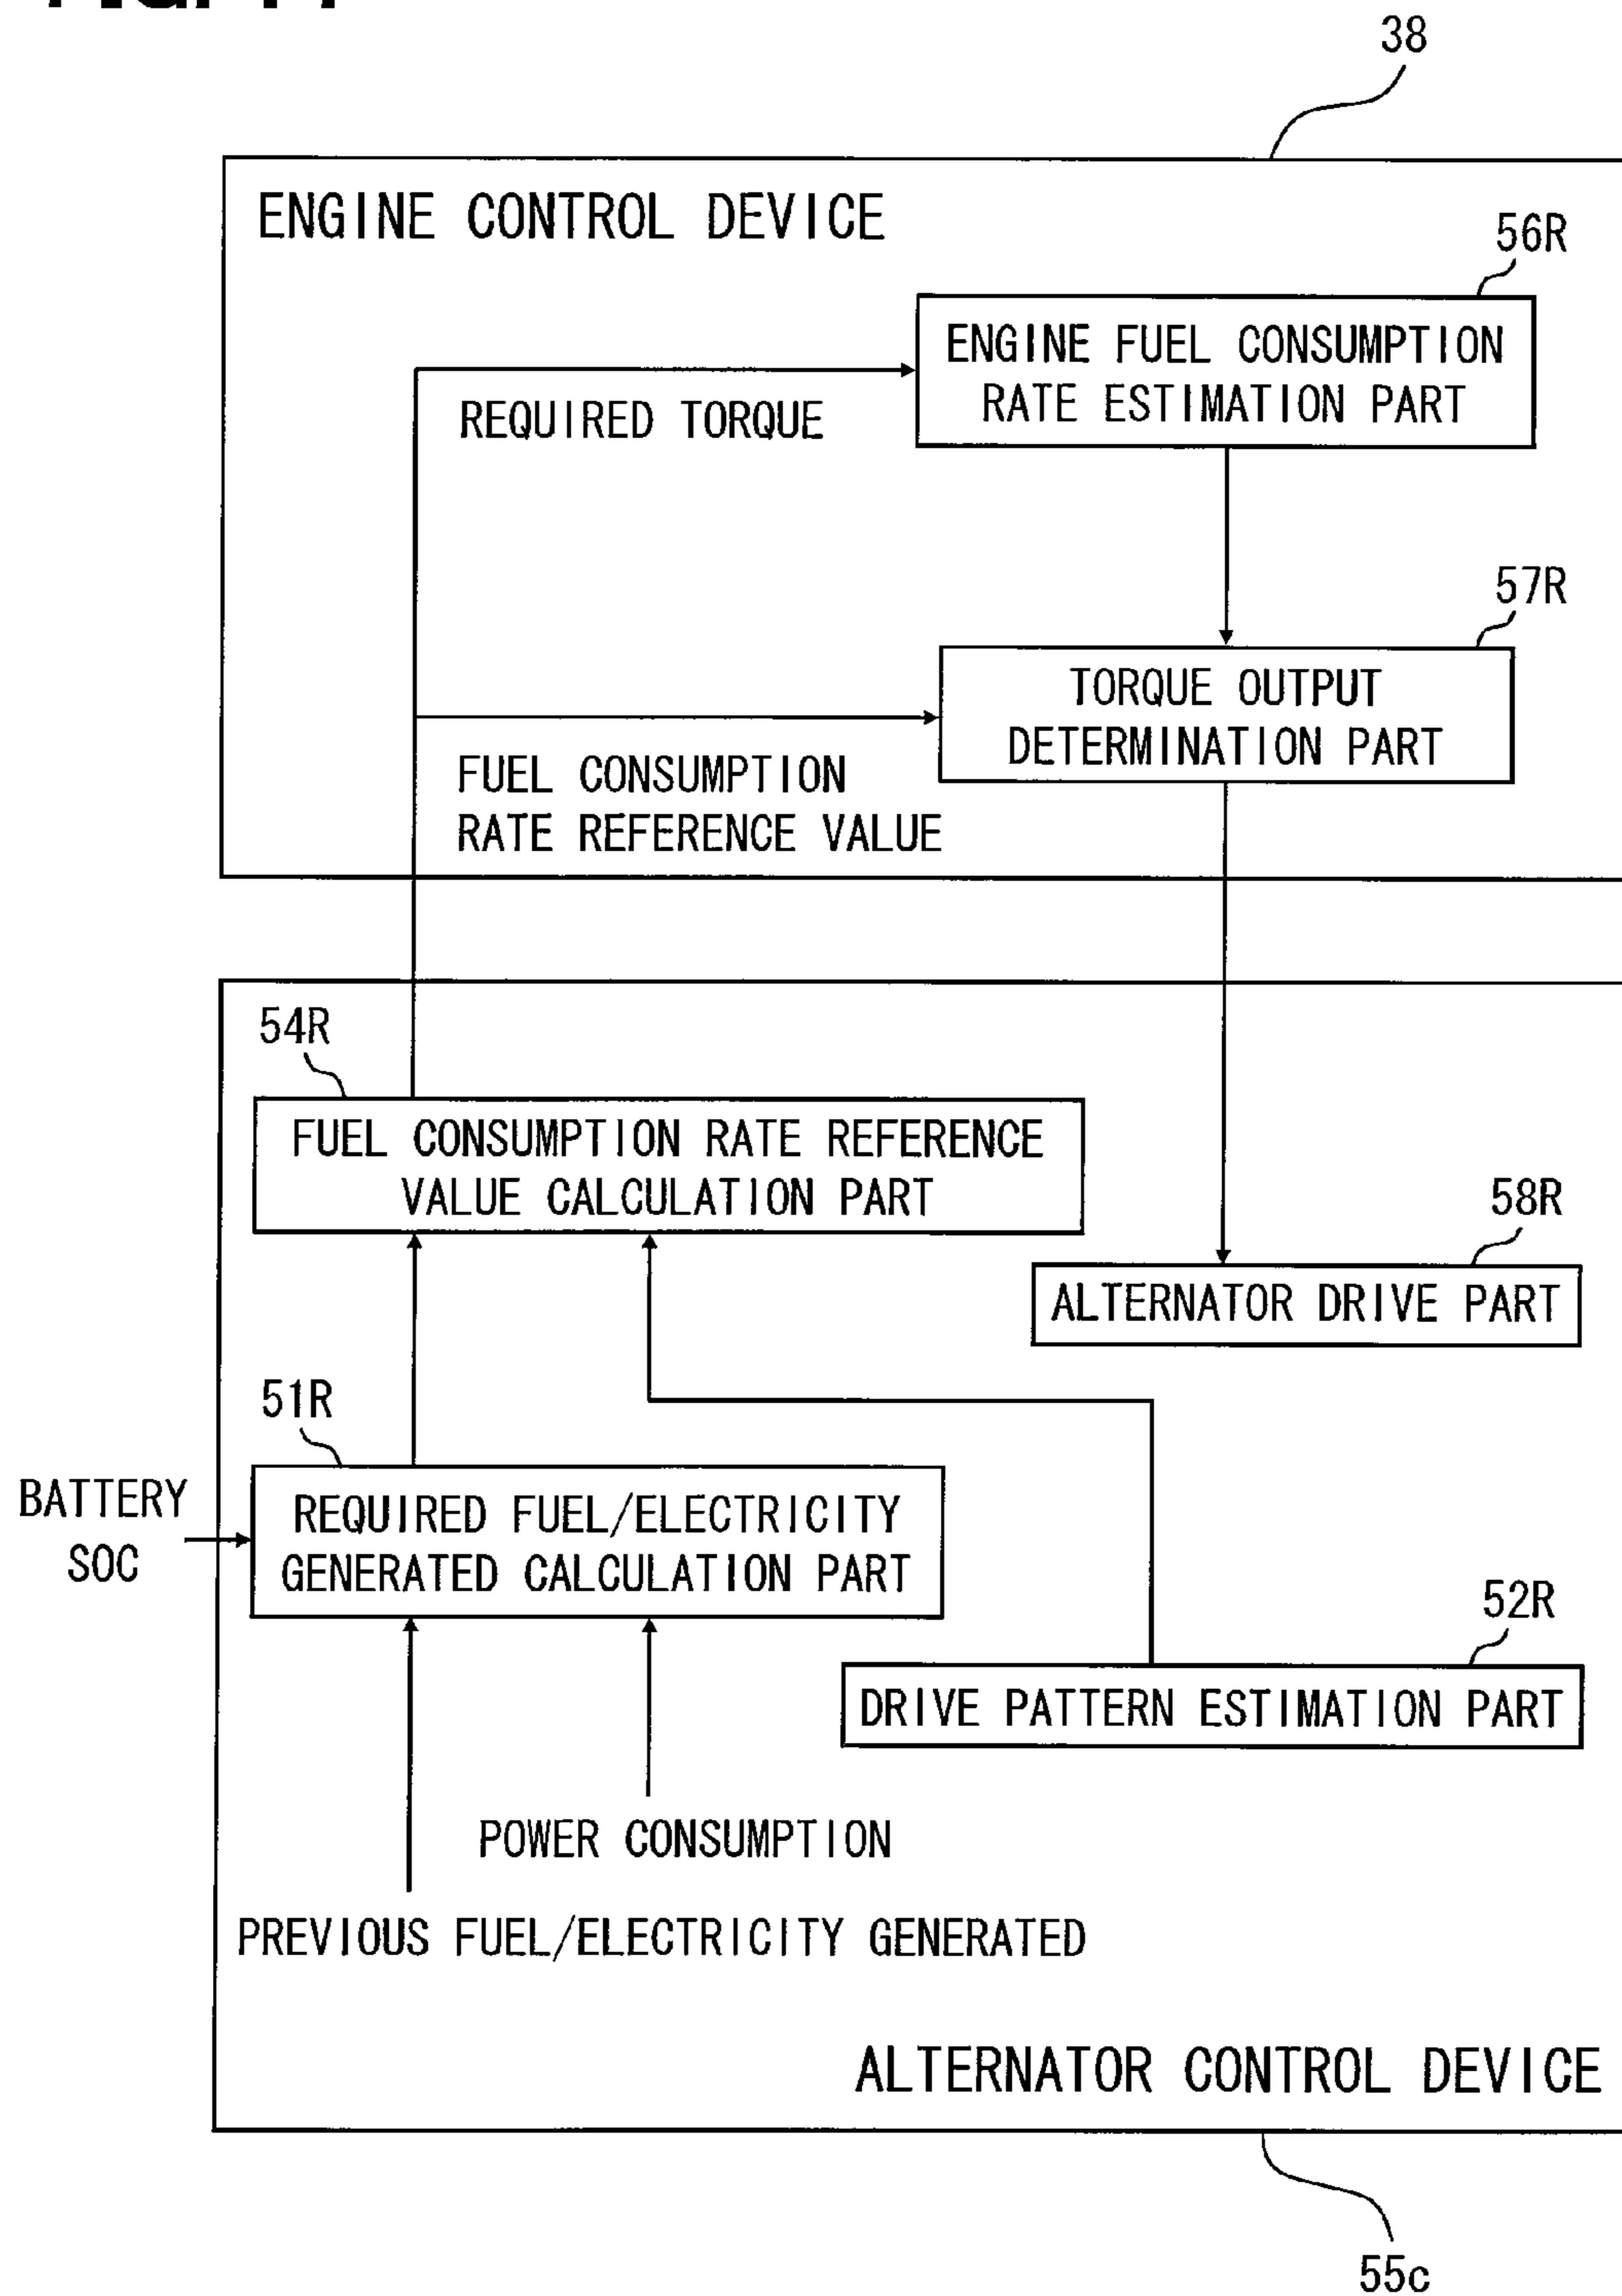 38
ENGINE CONTROL DEVICE
56R
ENGINE FUEL CONSUMPTION
RATE ESTIMATION PART
REQUIRED TORQUE
57R
TORQUE OUTPUT
DETERMINATION PART
FUEL CONSUMPTION
RATE REFERENCE VALUE
54R
FUEL CONSUMPTION RATE REFERENCE
VALUE CALCULATION PART
58R
ALTERNATOR DRIVE PART
51R
BATTERY
SOC
REQUIRED FUEL/ELECTRICITY
GENERATED CALCULATION PART
52R
DRIVE PATTERN ESTIMATION PART
POWER CONSUMPTION
PREVIOUS FUEL/ELECTRICITY GENERATED
ALTERNATOR CONTROL DEVICE
55c